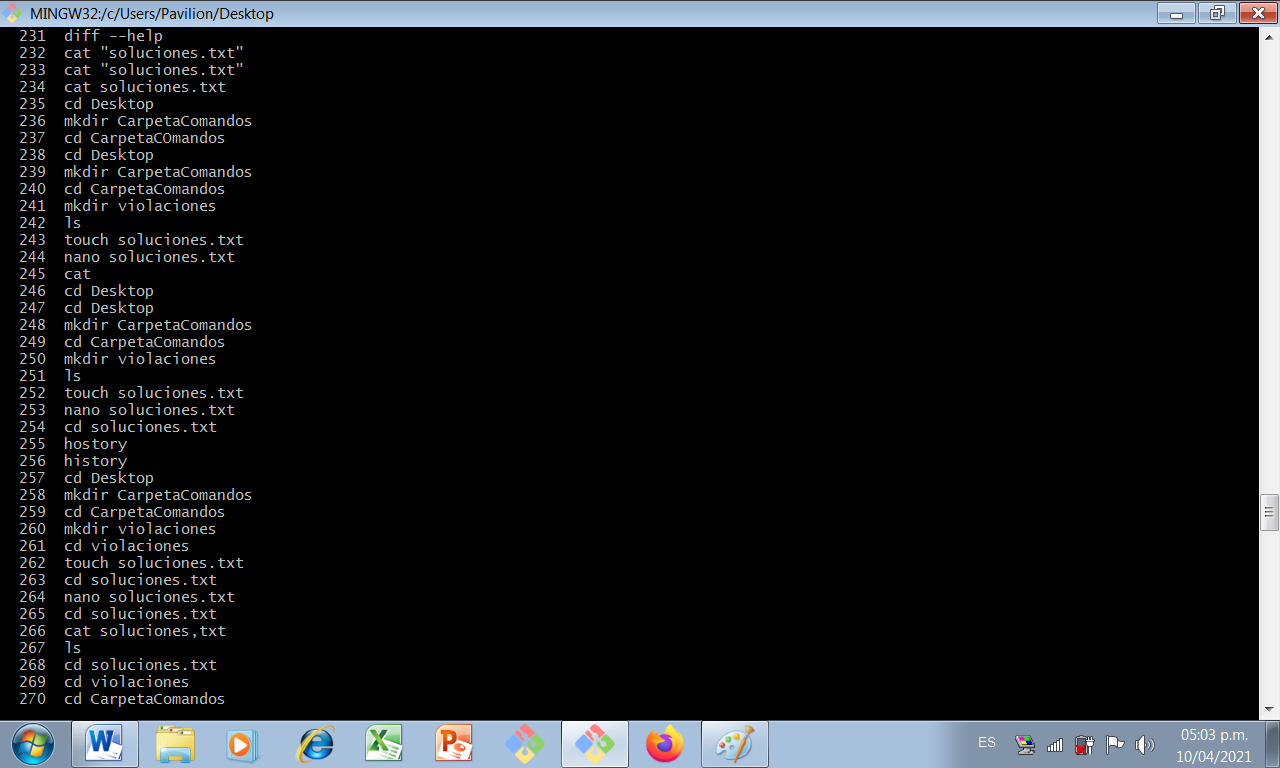 MINGW32:/c/Users/Pavilion/Desktop
231 diff --help
232 cat "soluciones.txt"
233 cat "soluciones.txt"
234 cat soluciones.txt
235 cd Desktop
236 mkdir CarpetaComandos
237 cd CarpetaCOmandos
238 cd Desktop
239 mkdir CarpetaComandos
240 cd CarpetaComandos
241 mkdir violaciones
242 ls
243 touch soluciones.txt
244 nano soluciones.txt
245 cat
246 cd Desktop
247 cd Desktop
248 mkdir CarpetaComandos
249 cd CarpetaComandos
250 mkdir violaciones
251 ls
252 touch soluciones.txt
253 nano soluciones.txt
254 cd soluciones.txt
255 hostory
256 history
257 cd Desktop
258 mkdir CarpetaComandos
259 cd CarpetaComandos
260 mkdir violaciones
261 cd violaciones
262 touch soluciones.txt
263 cd soluciones.txt
264 nano soluciones.txt
265 cd soluciones.txt
266 cat soluciones,txt
267 ls
268 cd soluciones.txt
269 cd violaciones
270 cd CarpetaComandos
ES
05:03 p.m.
10/04/2021